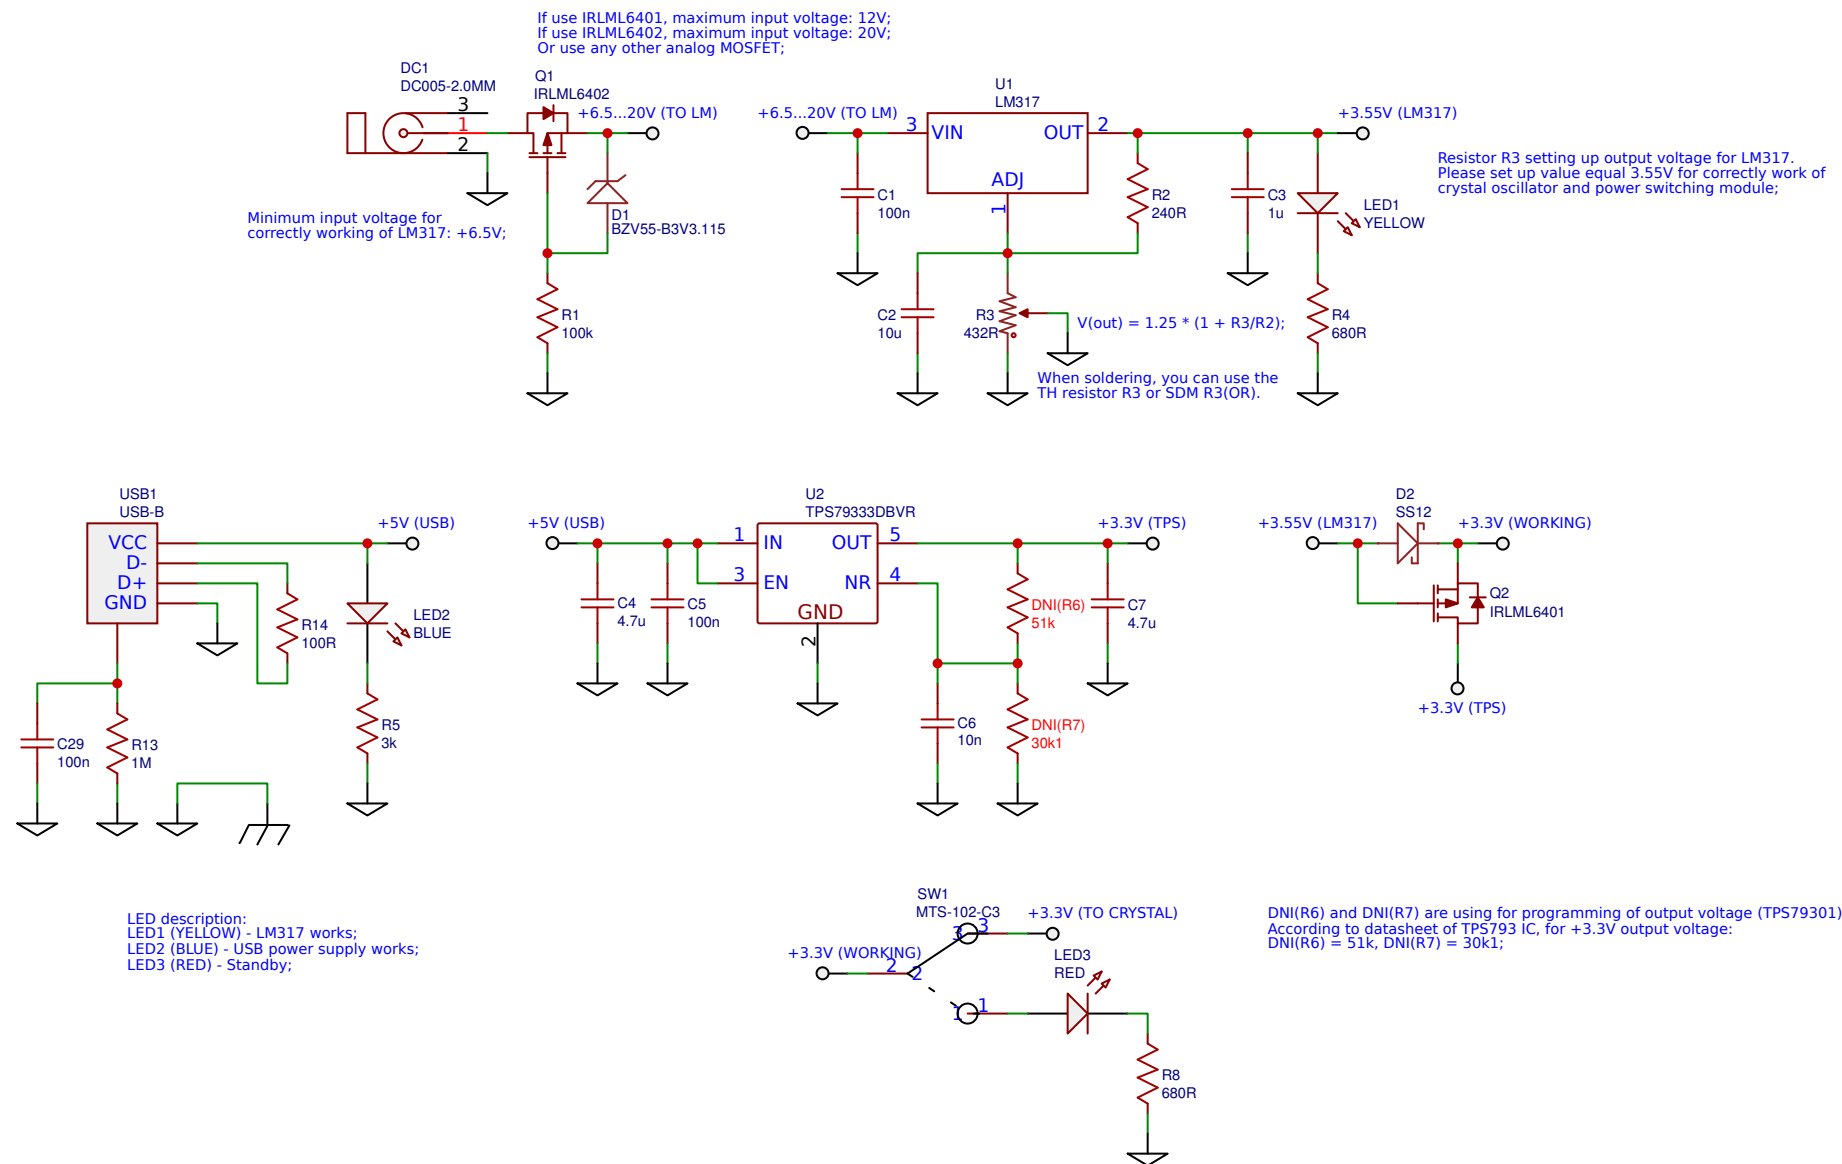 If use IRLML6401, maximum input voltage: 12V;
If use IRLML6402, maximum input voltage: 20V;
Or use any other analog MOSFET;
DC1
DC005-2.0MM
3
1
2
Q1
IRLML6402
+6.5...20V (TO LM)
D1
BZV55-B3V3.115
R1
100k
Minimum input voltage for
correctly working of LM317: +6.5V;
+6.5...20V (TO LM)
U1
LM317
3
VIN
OUT
2
ADJ
1
+3.55V (LM317)
C1
100n
R2
240R
C3
1u
LED1
YELLOW
C2
10u
R3
432R
V(out) = 1.25 * (1 + R3/R2);
R4
680R
When soldering, you can use the
TH resistor R3 or SDM R3(OR).
Resistor R3 setting up output voltage for LM317.
Please set up value equal 3.55V for correctly work of
crystal oscillator and power switching module;
USB1
USB-B
VCC
D-
D+
GND
+5V (USB)
R14
100R
LED2
BLUE
R5
3k
C29
100n
R13
1M
+5V (USB)
U2
TPS79333DBVR
1
IN
OUT
5
3
EN
NR
4
GND
2
+3.3V (TPS)
C4
4.7u
C5
100n
DNI(R6)
51k
C7
4.7u
C6
10n
DNI(R7)
30k1
D2
SS12
+3.55V (LM317)
+3.3V (WORKING)
Q2
IRLML6401
+3.3V (TPS)
LED description:
LED1 (YELLOW) - LM317 works;
LED2 (BLUE) - USB power supply works;
LED3 (RED) - Standby;
SW1
MTS-102-C3
3
3
+3.3V (TO CRYSTAL)
+3.3V (WORKING)
2
2
1
1
LED3
RED
R8
680R
DNI(R6) and DNI(R7) are using for programming of output voltage (TPS79301)
According to datasheet of TPS793 IC, for +3.3V output voltage:
DNI(R6) = 51k, DNI(R7) = 30k1;